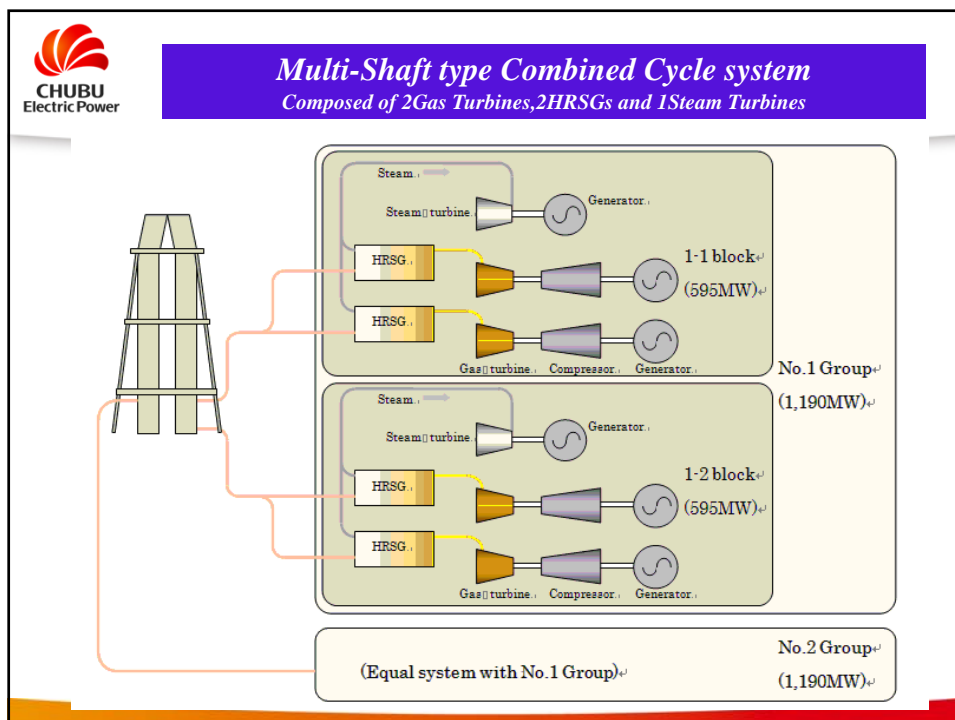 CHUBU
Electric Power
Multi-Shaft type Combined Cycle system
Composed of 2Gas Turbines,2HRSGs and 1Steam Turbines
Steam
Steam turbine
Generator
HRSG
1-1 block
(595MW)
HRSG
Gas turbine
Compressor
Generator
No.1 Group
(1,190MW)
Steam
Steam turbine
Generator
HRSG
1-2 block
(595MW)
HRSG
Gas turbine
Compressor
Generator
(Equal system with No.1 Group)
No.2 Group
(1,190MW)